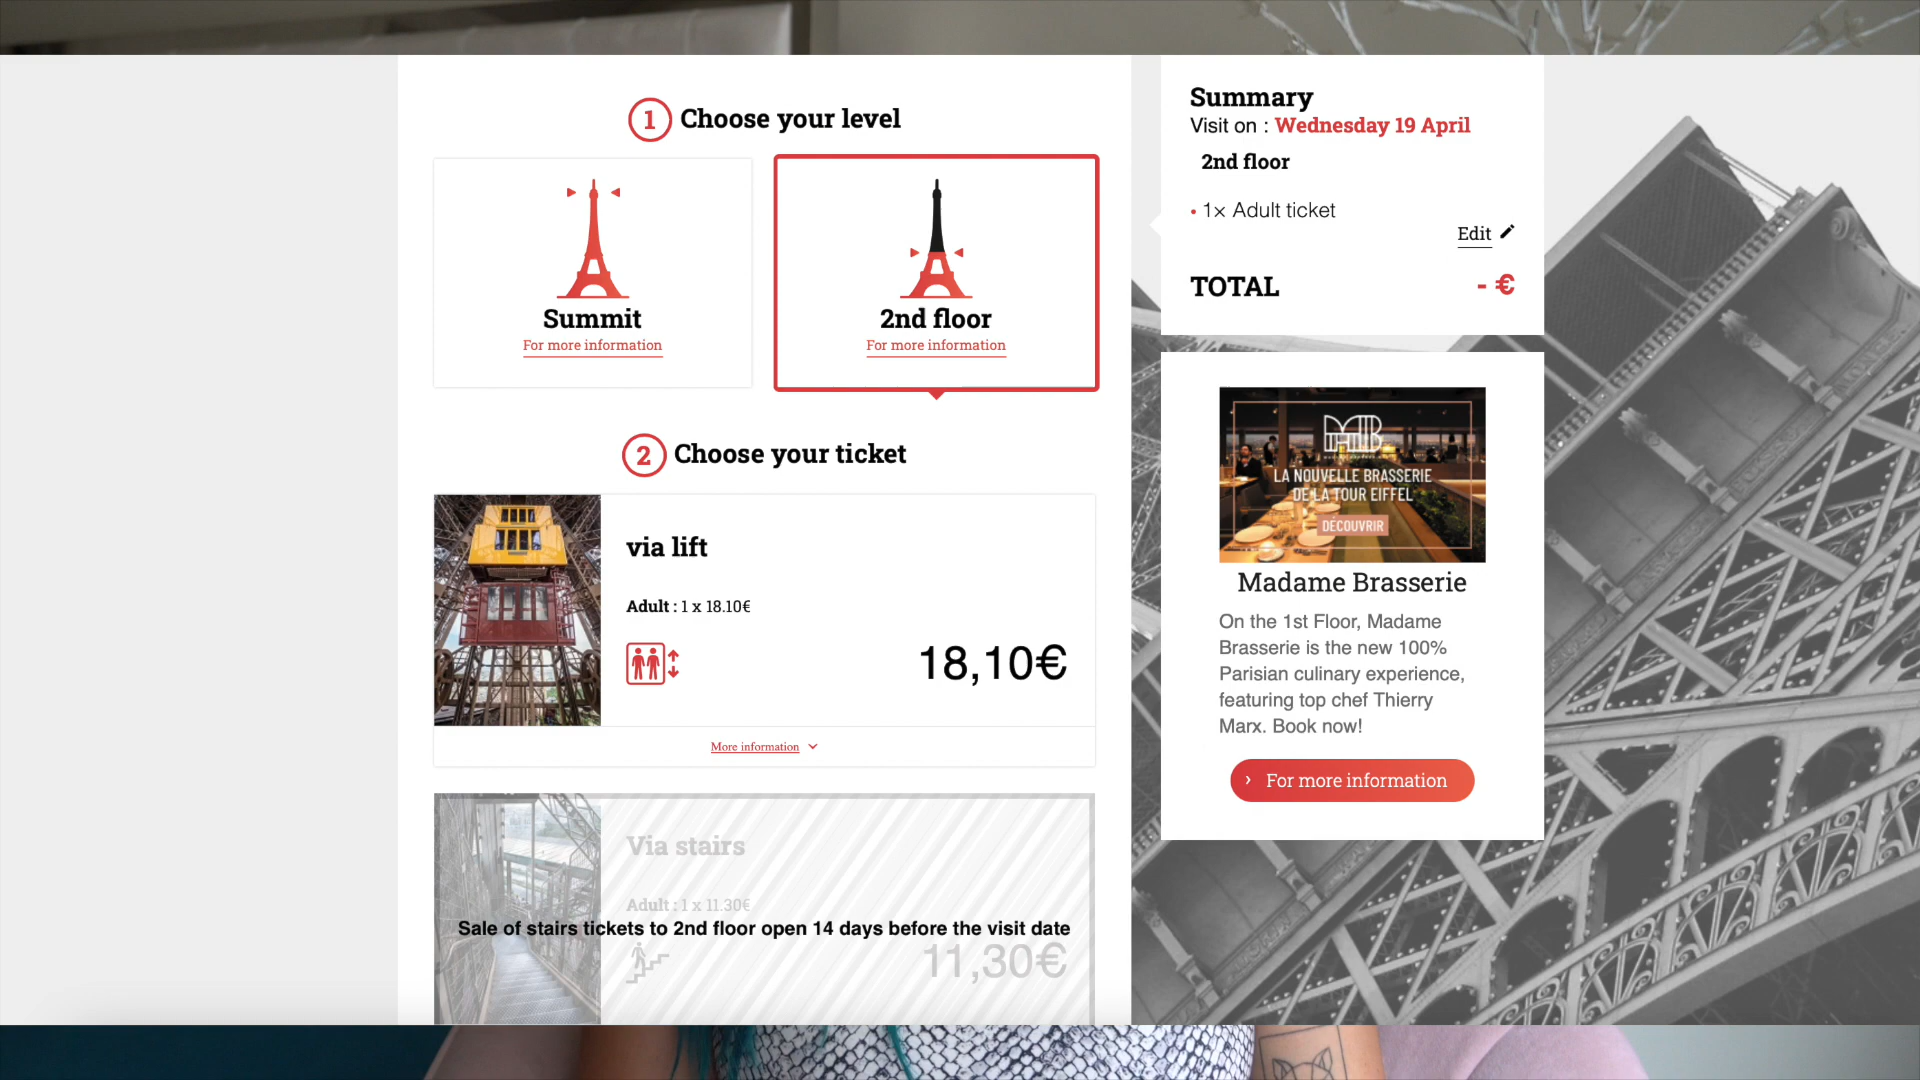 1 Choose your level
Summit
For more information
2nd floor
For more information
2 Choose your ticket
via lift
Adult : 1 x 18.10€
18,10€
More information
Via stairs
Adult : 1 x 11.30€
Sale of stairs tickets to 2nd floor open 14 days before the visit date
11,30€
Summary
Visit on : Wednesday 19 April
2nd floor
• 1x Adult ticket
Edit
TOTAL - €
MB
LA NOUVELLE BRASSERIE
DE LA TOUR EIFFEL
DÉCOUVRIR
Madame Brasserie
On the 1st Floor, Madame
Brasserie is the new 100%
Parisian culinary experience,
featuring top chef Thierry
Marx. Book now!
› For more information